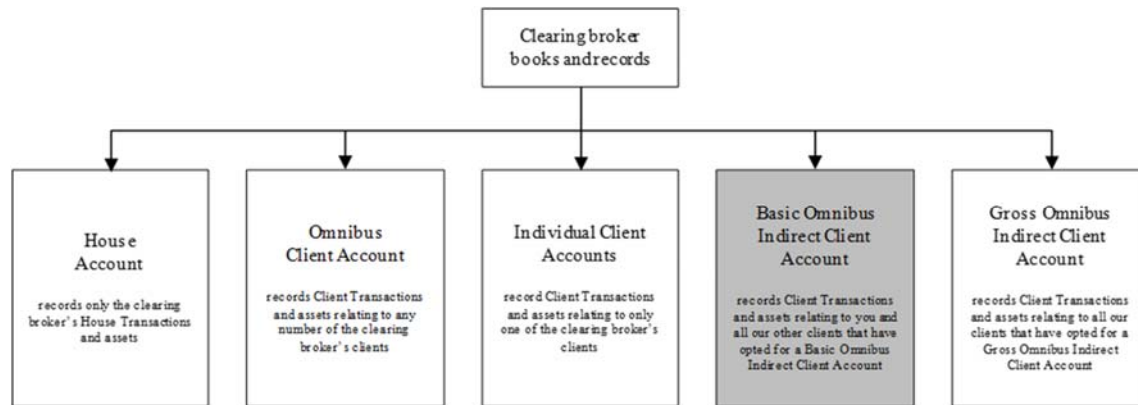 Clearing broker
books and records
House
Account
records only the clearing
broker's House Transactions
and assets
Omnibus
Client Account
records Client Transactions
and assets relating to any
number of the clearing
broker's clients
Individual Client
Accounts
record Client Transactions
and assets relating to only
one of the clearing broker's
clients
Basic Omnibus
Indirect Client
Account
records Client Transactions
and assets relating to you and
all our other clients that have
opted for a Basic Omnibus
Indirect Client Account
Gross Omnibus
Indirect Client
Account
records Client Transactions
and assets relating to all our
clients that have opted for a
Gross Omnibus Indirect
Client Account